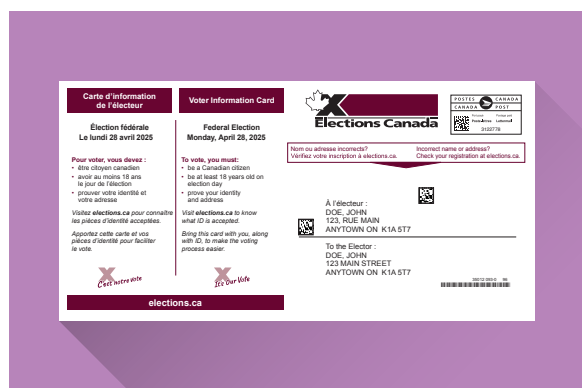 Carte d'information
de l'électeur
Élection fédérale
Le lundi 28 avril 2025
Pour voter, vous devez :
• être citoyen canadien
• avoir au moins 18 ans
le jour de l'élection
• prouver votre identité et
votre adresse
Visitez elections.ca pour connaître
les pièces d'identité acceptées.
Apportez cette carte et vos
pièces d'identité pour faciliter
le vote.
C'est notre vote
Voter Information Card
Federal Election
Monday, April 28, 2025
To vote, you must:
• be a Canadian citizen
• be at least 18 years old on
election day
• prove your identity
and address
Visit elections.ca to know
what ID is accepted.
Bring this card with you, along
with ID, to make the voting
process easier.
It's Our Vote
elections.ca
Elections Canada
POSTES CANADA
CANADA POST
Port payé Postage paid
Poste-lettres Lettermail
3122778
Nom ou adresse incorrects?
Vérifiez votre inscription à elections.ca.
Incorrect name or address?
Check your registration at elections.ca.
À l'électeur :
DOE, JOHN
123, RUE MAIN
ANYTOWN ON K1A 5T7
To the Elector :
DOE, JOHN
123 MAIN STREET
ANYTOWN ON K1A 5T7